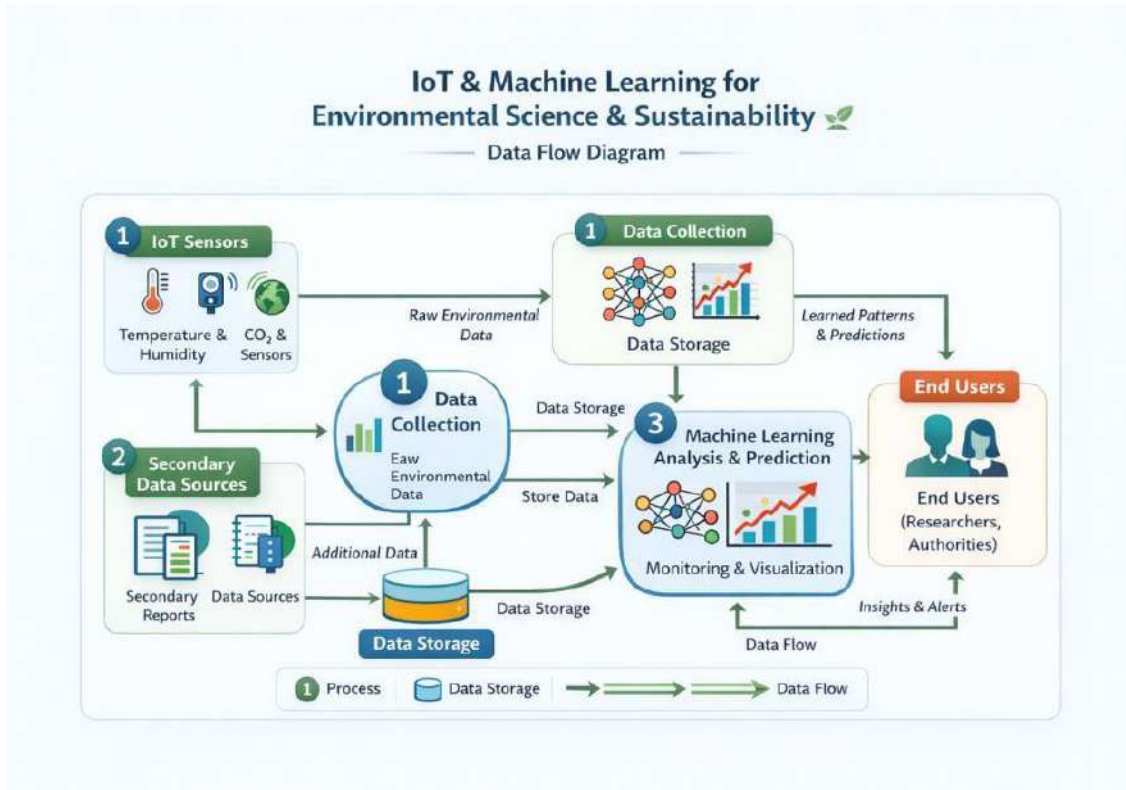 IoT & Machine Learning for
Environmental Science & Sustainability
Data Flow Diagram
1
IoT Sensors
Temperature &
Humidity
CO₂ &
Sensors
Raw Environmental
Data
1
Data Collection
Data Storage
Learned Patterns
& Predictions
End Users
End Users
(Researchers,
Authorities)
1
Data
Collection
Eaw
Environmental
Data
Data Storage
Store Data
3
Machine Learning
Analysis & Prediction
Monitoring & Visualization
2
Secondary
Data Sources
Secondary
Reports
Data Sources
Additional Data
Data Storage
Data Storage
Insights & Alerts
Data Flow
1 Process
Data Storage
Data Flow